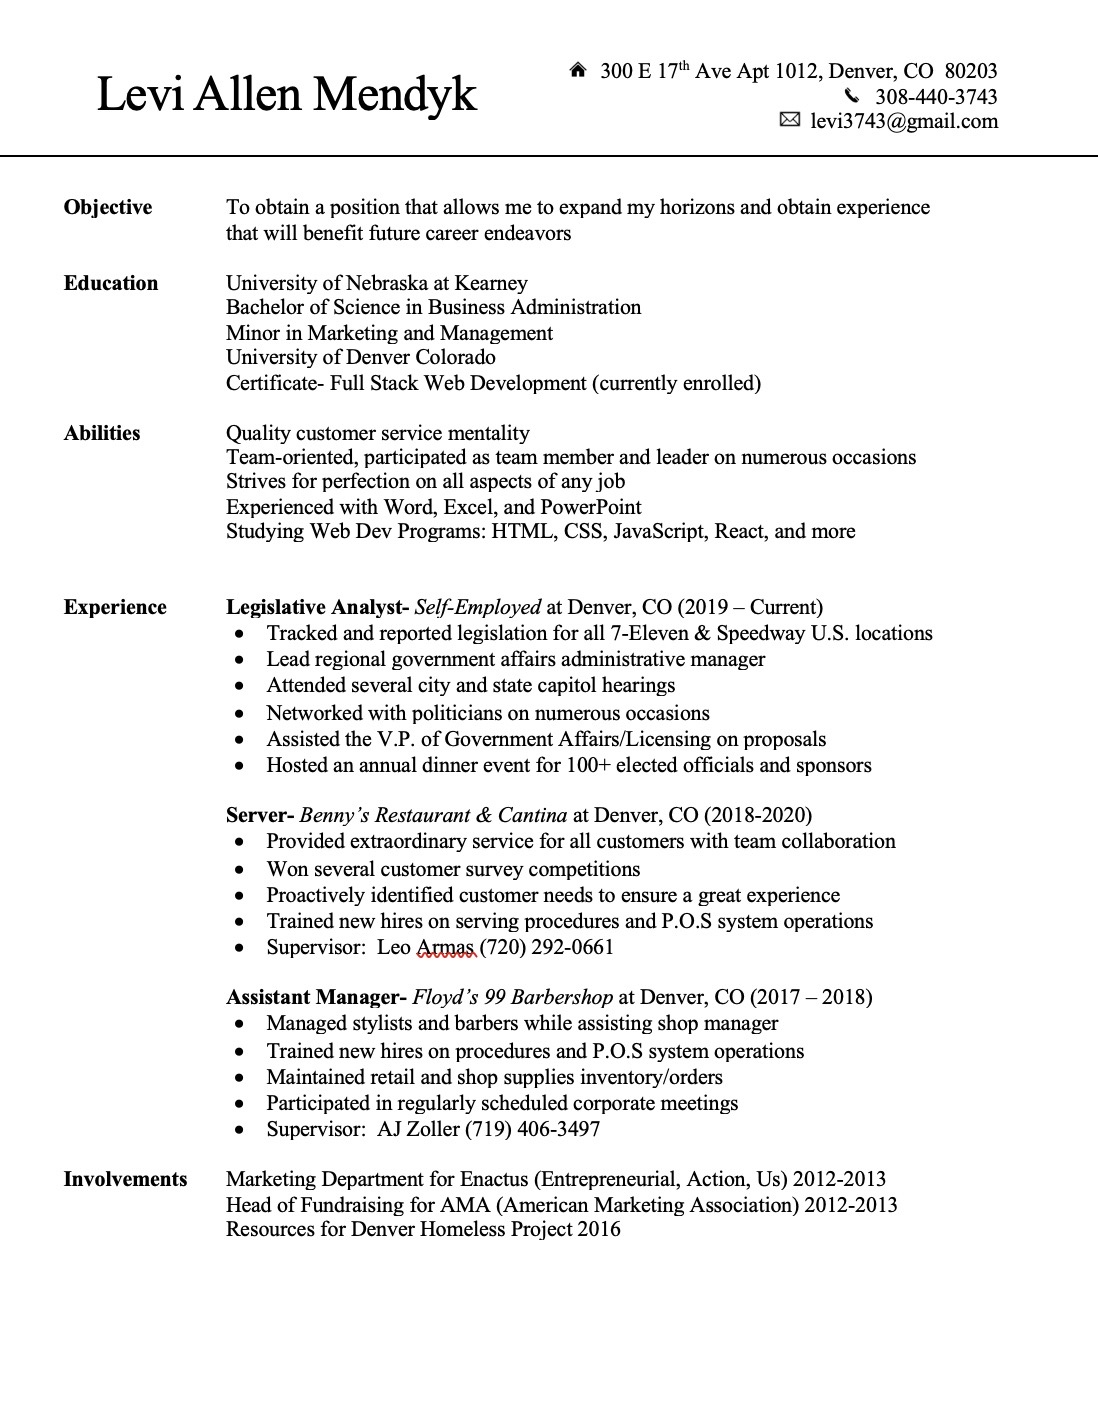 Levi Allen Mendyk
300 E 17th Ave Apt 1012, Denver, CO 80203
308-440-3743
levi3743@gmail.com
Objective To obtain a position that allows me to expand my horizons and obtain experience
that will benefit future career endeavors
Education University of Nebraska at Kearney
Bachelor of Science in Business Administration
Minor in Marketing and Management
University of Denver Colorado
Certificate- Full Stack Web Development (currently enrolled)
Abilities Quality customer service mentality
Team-oriented, participated as team member and leader on numerous occasions
Strives for perfection on all aspects of any job
Experienced with Word, Excel, and PowerPoint
Studying Web Dev Programs: HTML, CSS, JavaScript, React, and more
Experience Legislative Analyst- Self-Employed at Denver, CO (2019 – Current)
• Tracked and reported legislation for all 7-Eleven & Speedway U.S. locations
• Lead regional government affairs administrative manager
• Attended several city and state capitol hearings
• Networked with politicians on numerous occasions
• Assisted the V.P. of Government Affairs/Licensing on proposals
• Hosted an annual dinner event for 100+ elected officials and sponsors
Server- Benny’s Restaurant & Cantina at Denver, CO (2018-2020)
• Provided extraordinary service for all customers with team collaboration
• Won several customer survey competitions
• Proactively identified customer needs to ensure a great experience
• Trained new hires on serving procedures and P.O.S system operations
• Supervisor: Leo Armas (720) 292-0661
Assistant Manager- Floyd’s 99 Barbershop at Denver, CO (2017 – 2018)
• Managed stylists and barbers while assisting shop manager
• Trained new hires on procedures and P.O.S system operations
• Maintained retail and shop supplies inventory/orders
• Participated in regularly scheduled corporate meetings
• Supervisor: AJ Zoller (719) 406-3497
Involvements Marketing Department for Enactus (Entrepreneurial, Action, Us) 2012-2013
Head of Fundraising for AMA (American Marketing Association) 2012-2013
Resources for Denver Homeless Project 2016